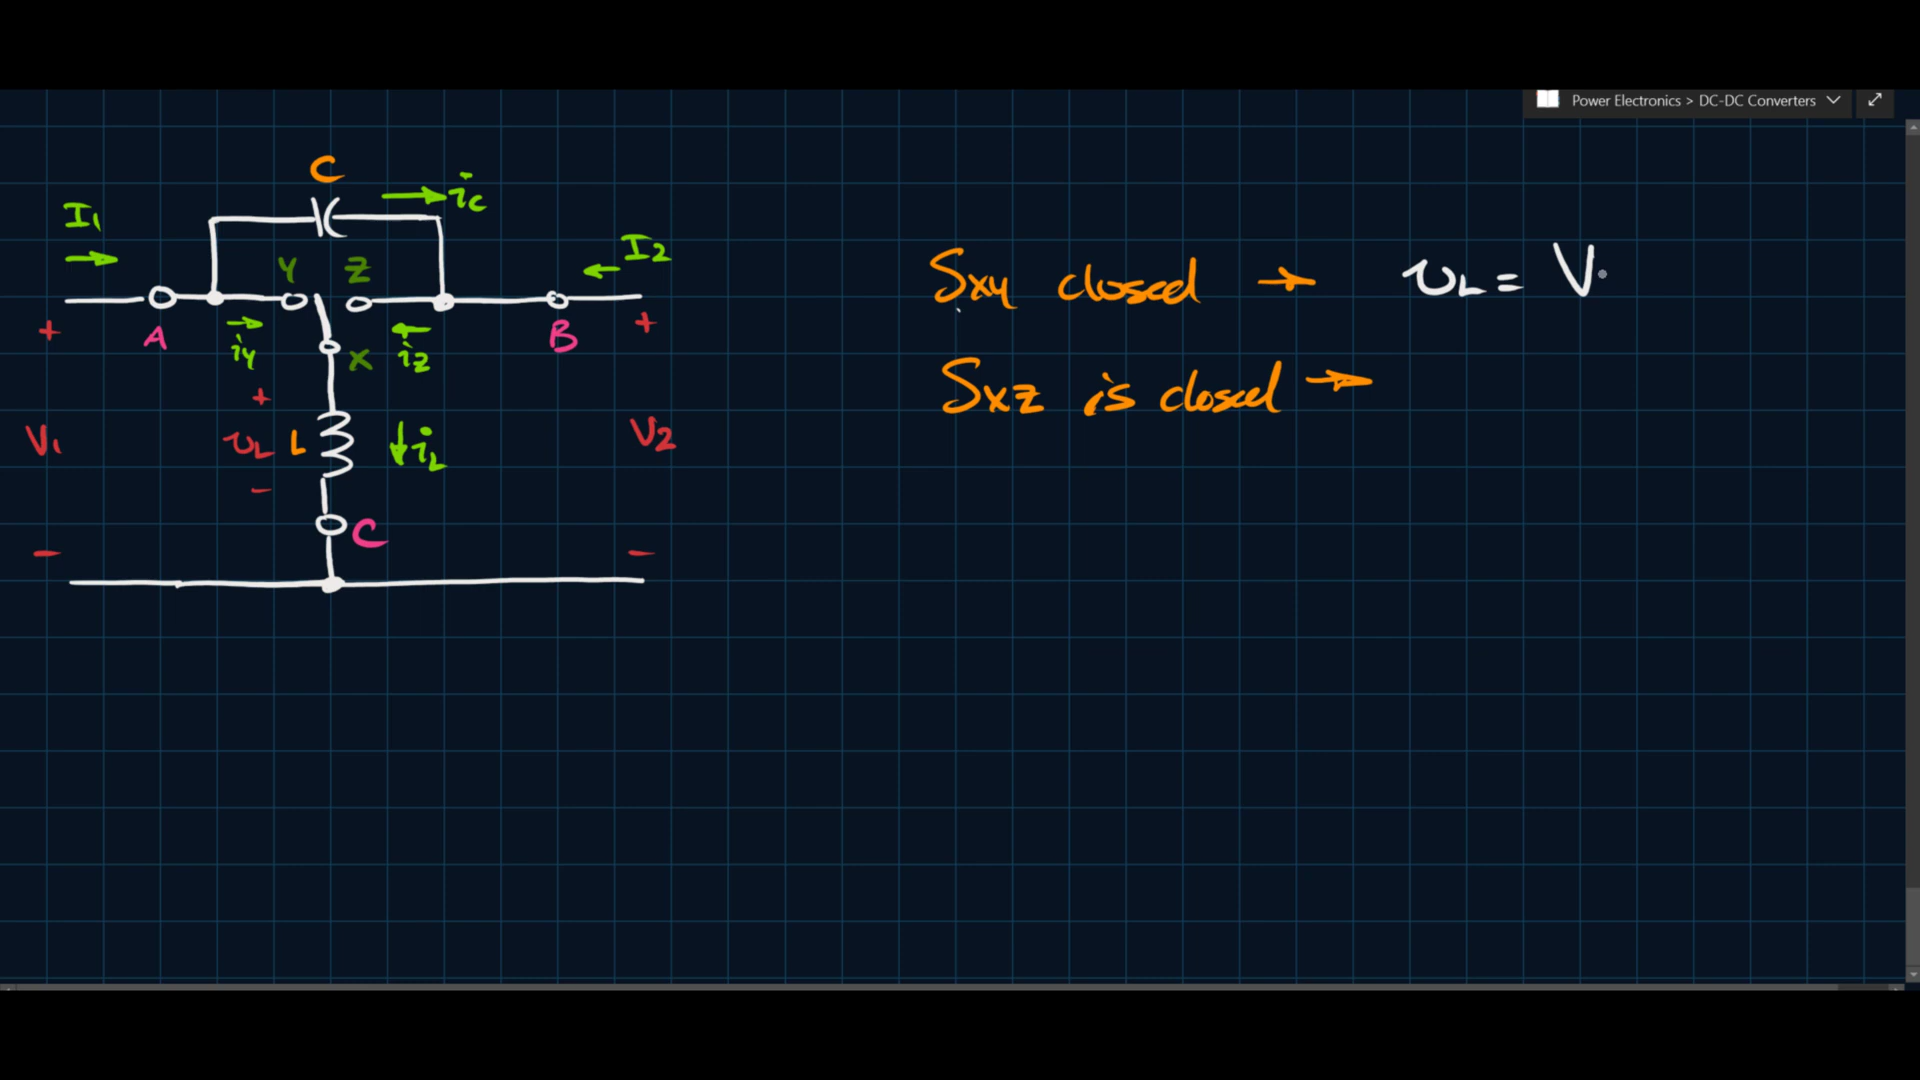 Power Electronics > DC-DC Converters
C
ic
I1
I2
Y Z
A
B
+ +
iy
X
iz
+
V1
vL L
iL
V2
-
C
- -
Sxy closed → vL = V
Sxz is closed →